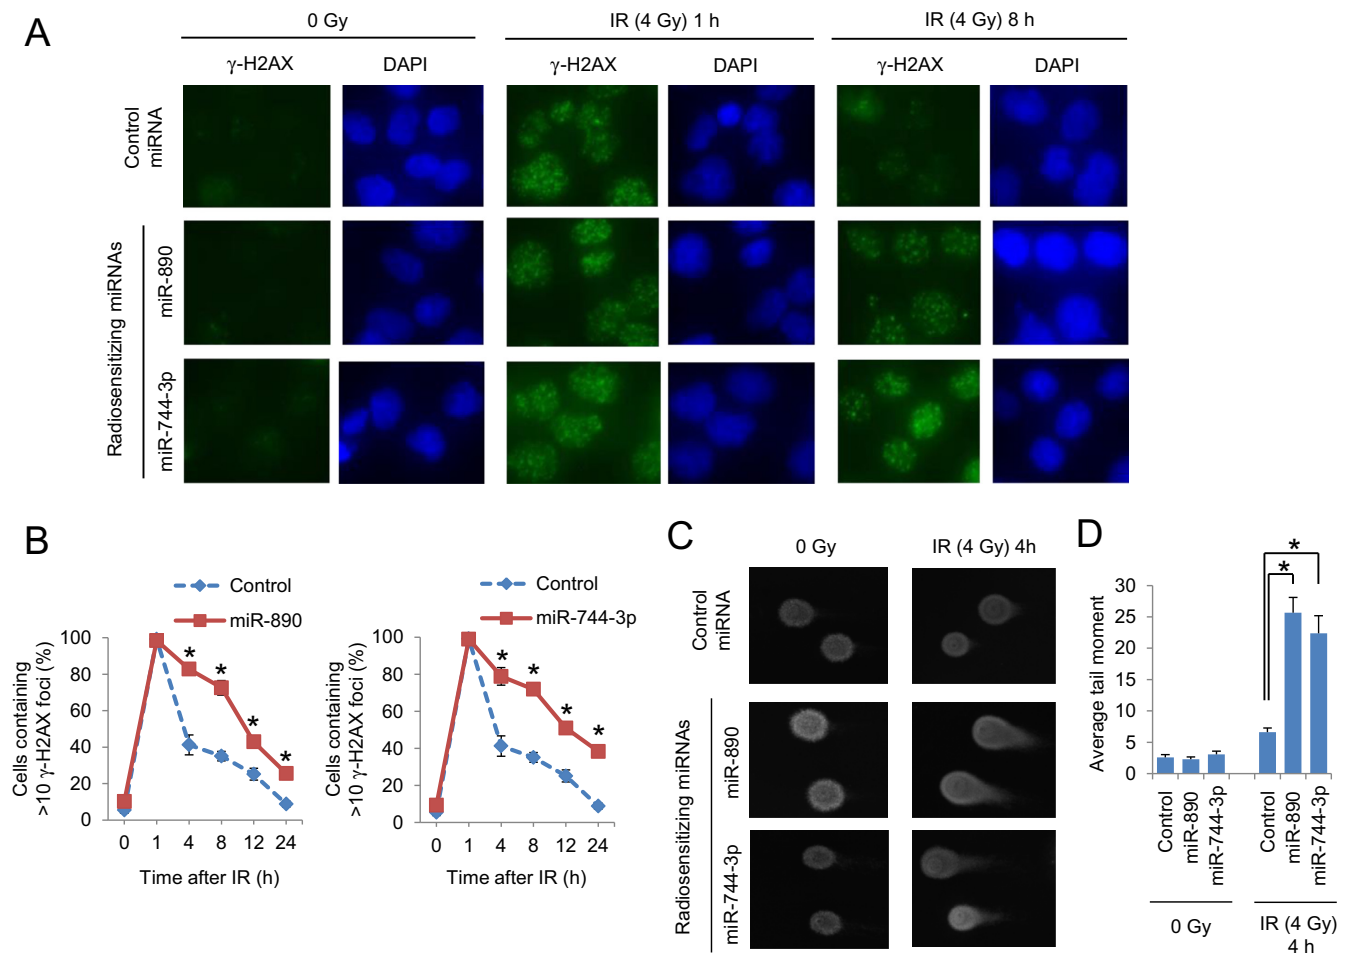 A
0 Gy
IR (4 Gy) 1 h
IR (4 Gy) 8 h
γ-H2AX
DAPI
γ-H2AX
DAPI
γ-H2AX
DAPI
Control
miRNA
Radiosensitizing miRNAs
miR-890
miR-744-3p
B
Control
miR-890
Cells containing
>10 γ-H2AX foci (%)
100
80
60
40
20
0
*
*
*
*
0 1 4 8 12 24
Time after IR (h)
Control
miR-744-3p
Cells containing
>10 γ-H2AX foci (%)
100
80
60
40
20
0
*
*
*
*
0 1 4 8 12 24
Time after IR (h)
C
0 Gy
IR (4 Gy) 4h
Control
miRNA
Radiosensitizing miRNAs
miR-890
miR-744-3p
D
Average tail moment
30
25
20
15
10
5
0
*
*
Control
miR-890
miR-744-3p
Control
miR-890
miR-744-3p
0 Gy
IR (4 Gy)
4 h